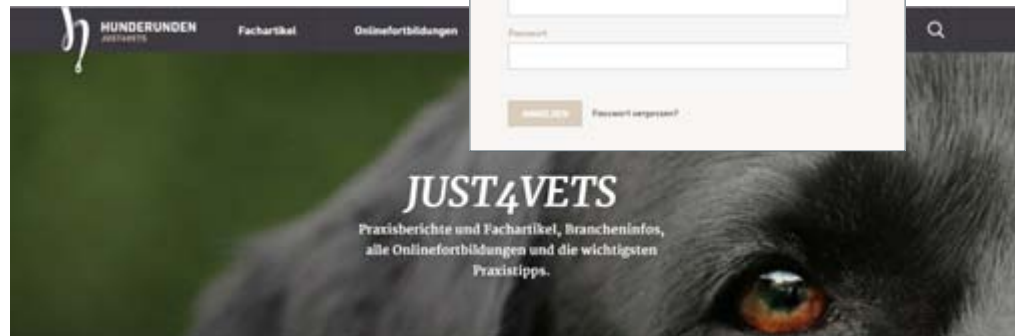 HUNDERUNDEN
JUST4VETS
Fachartikel
Onlinefortbildungen
Passwort
ANMELDEN
Passwort vergessen?
JUST4VETS
Praxisberichte und Fachartikel, Brancheninfos,
alle Onlinefortbildungen und die wichtigsten
Praxistipps.